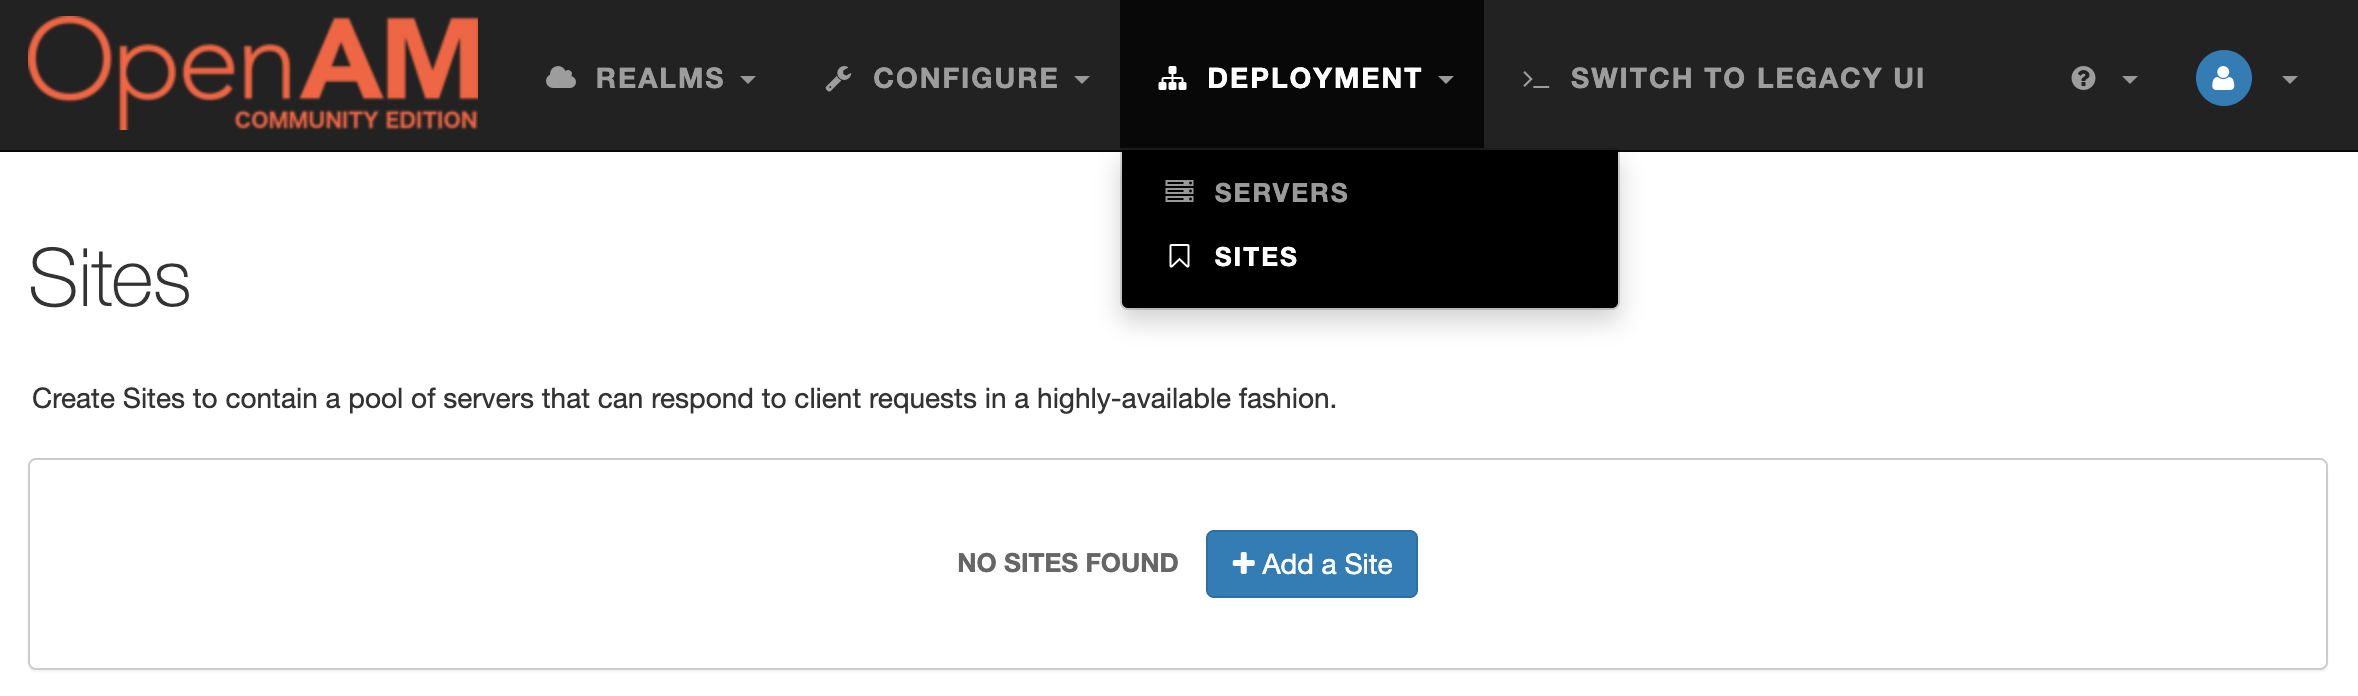 OpenAM
COMMUNITY EDITION
REALMS
CONFIGURE
DEPLOYMENT
SWITCH TO LEGACY UI
SERVERS
SITES
Sites
Create Sites to contain a pool of servers that can respond to client requests in a highly-available fashion.
NO SITES FOUND
Add a Site